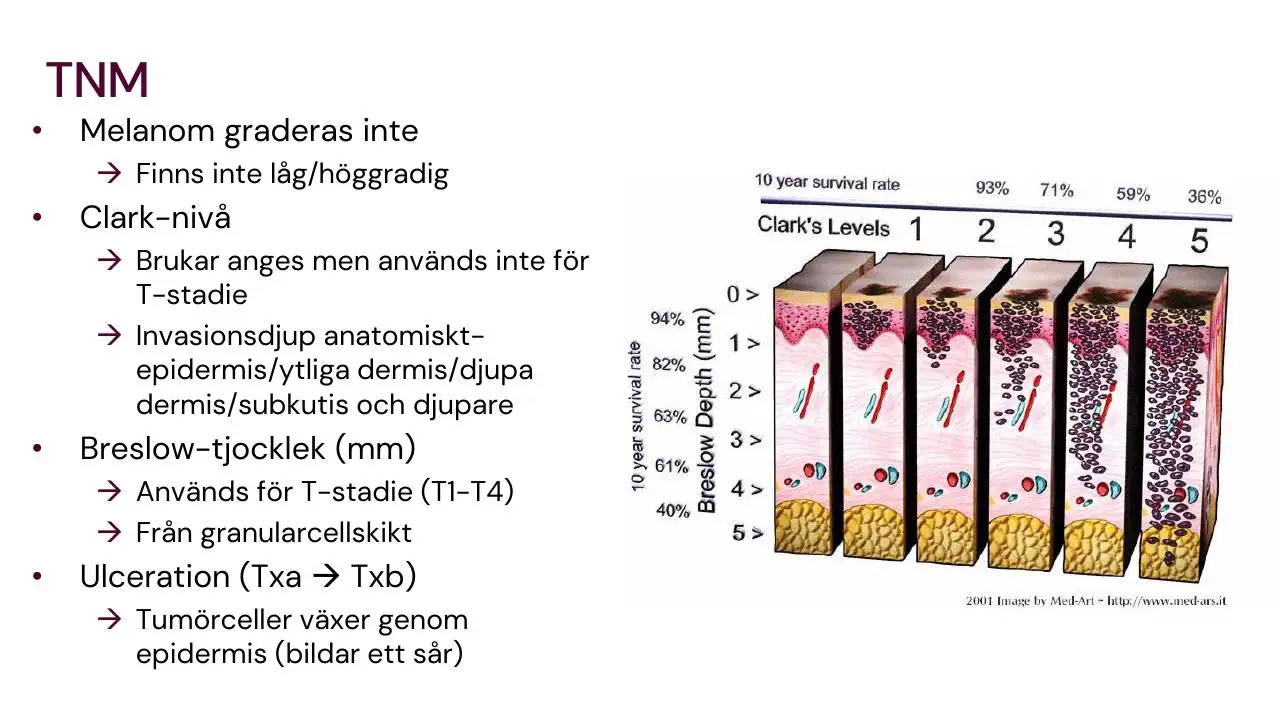 TNM
• Melanom graderas inte
→ Finns inte låg/höggradig
• Clark-nivå
→ Brukar anges men används inte för
T-stadie
→ Invasionsdjup anatomiskt-
epidermis/ytliga dermis/djupa
dermis/subkutis och djupare
• Breslow-tjocklek (mm)
→ Används för T-stadie (T1-T4)
→ Från granularcellskikt
• Ulceration (Txa → Txb)
→ Tumörceller växer genom
epidermis (bildar ett sår)
10 year survival rate 93% 71% 59% 36%
Clark's Levels 1 2 3 4 5
10 year survival rate
94%
82%
63%
61%
40%
Breslow Depth (mm)
0 >
1 >
2 >
3 >
4 >
5 >
2001 Image by Med-Art ~ http://www.med-ars.it